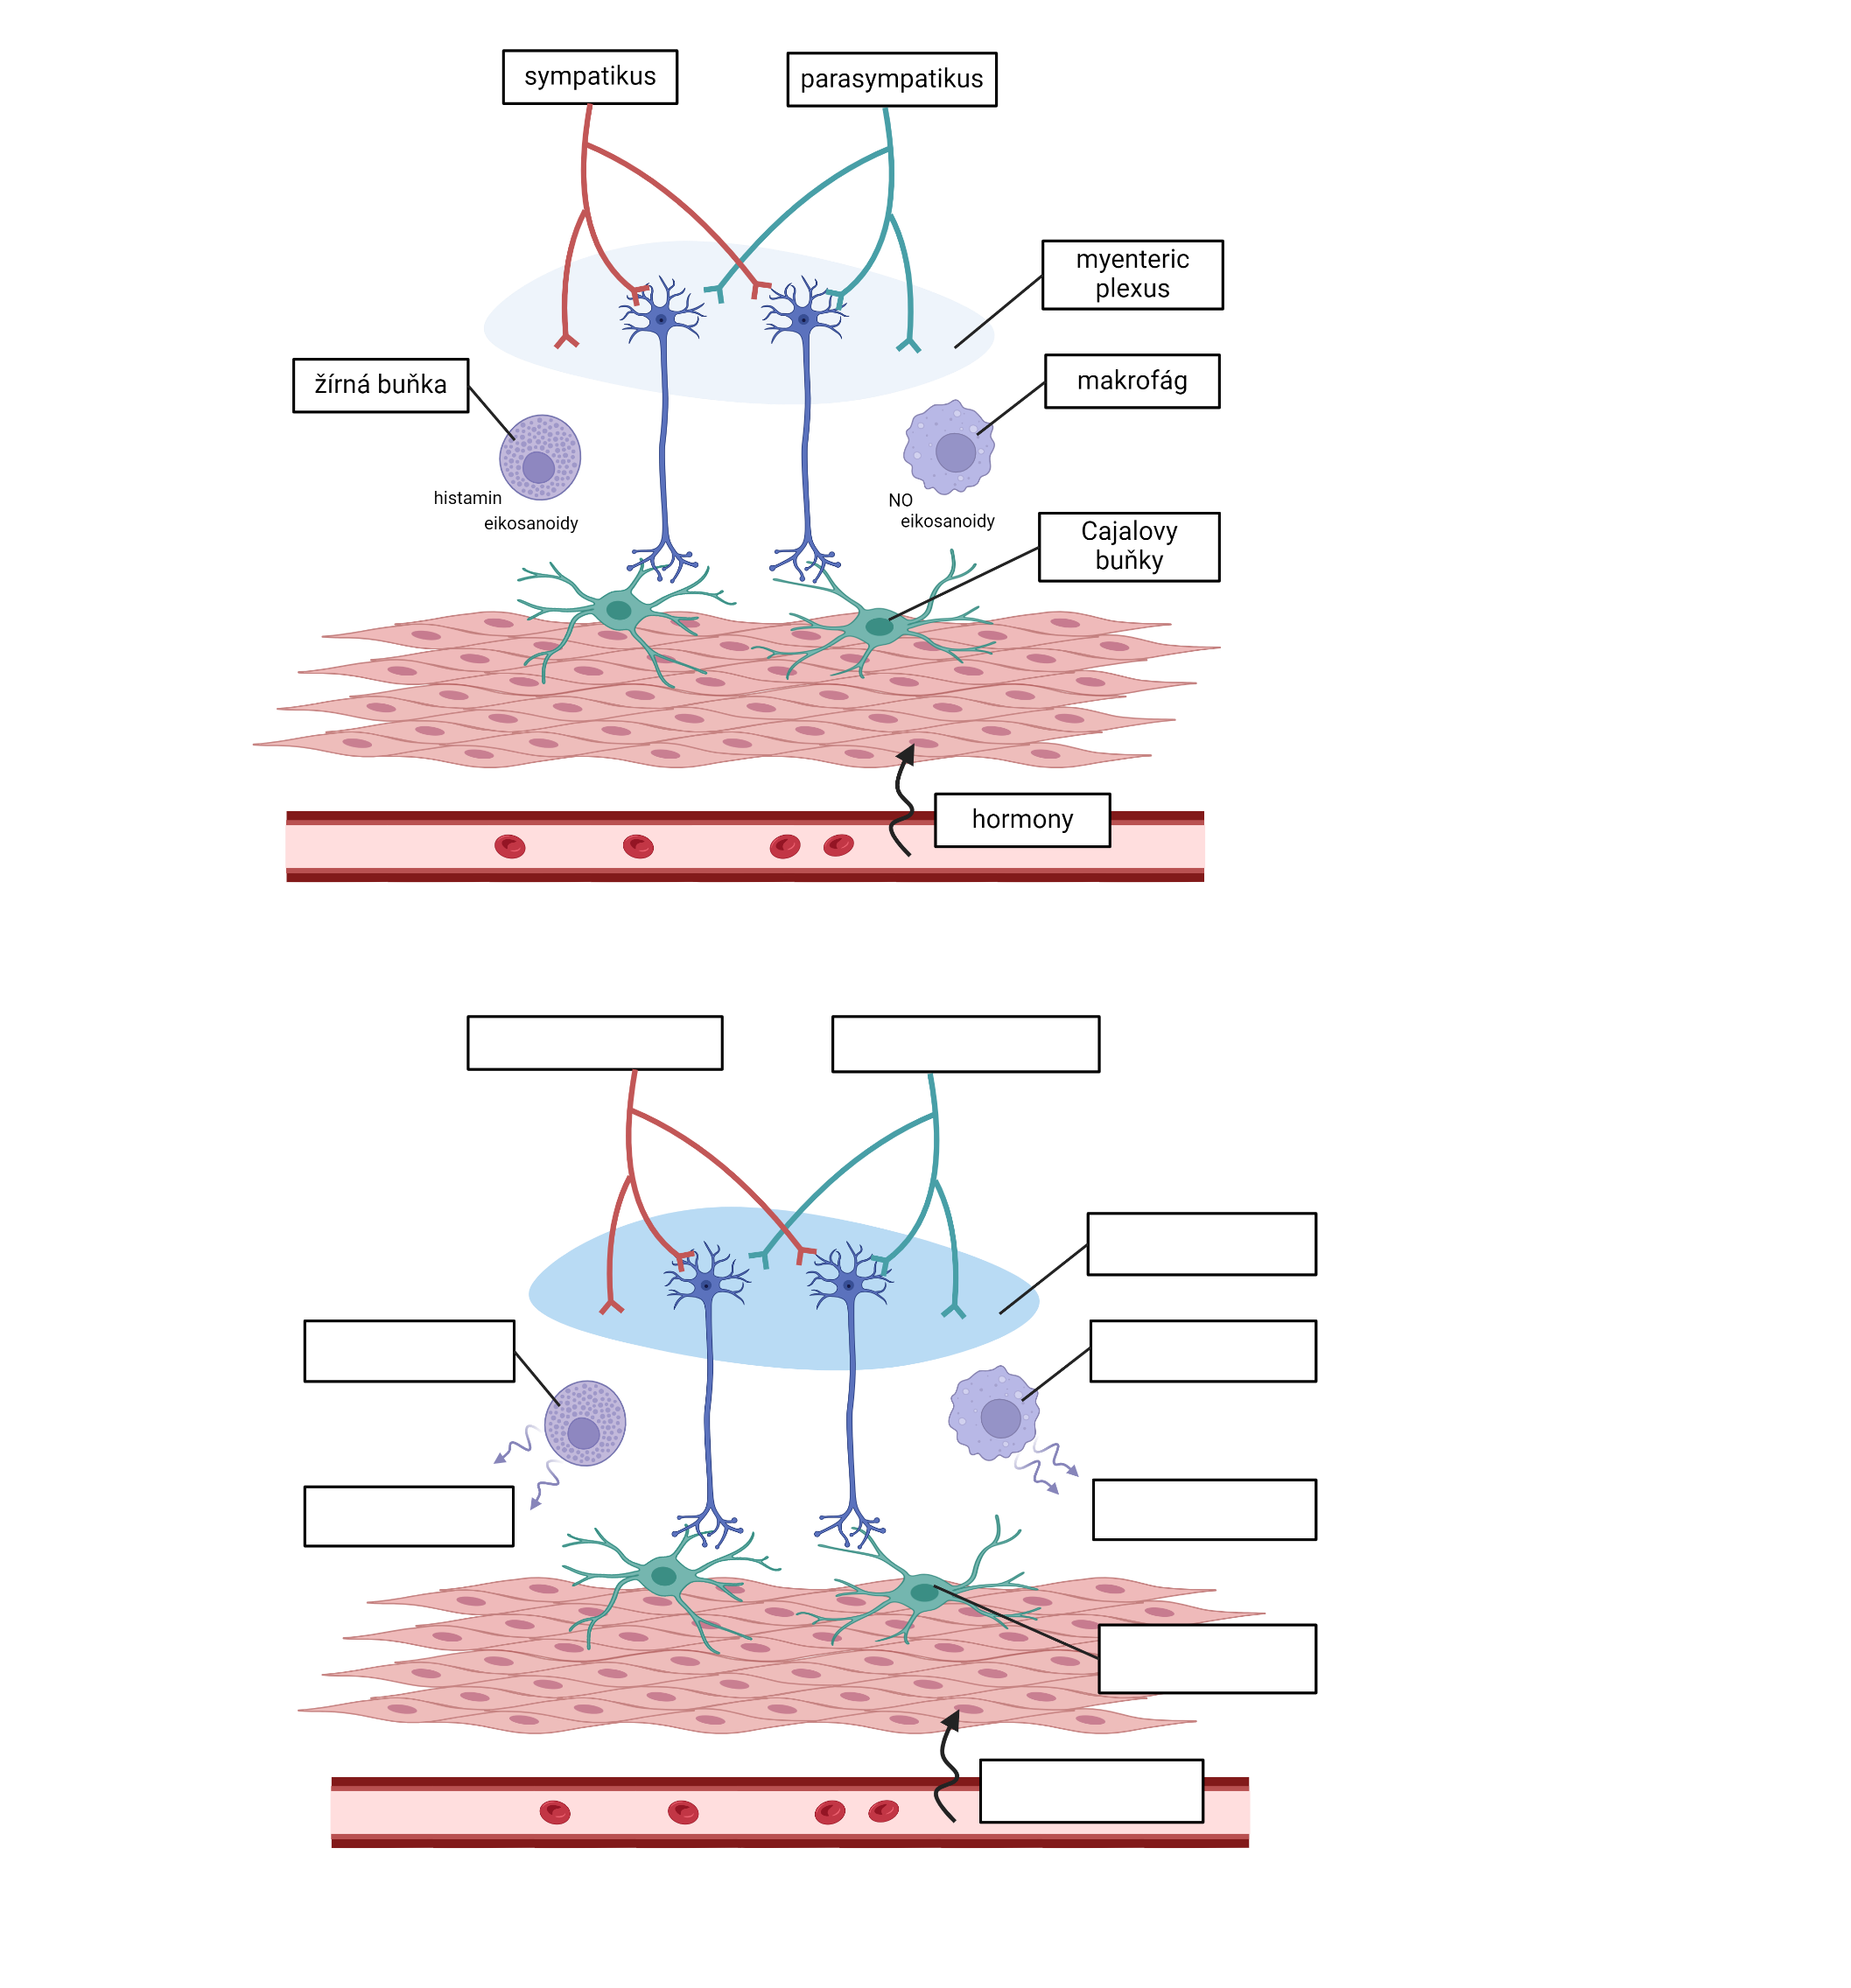 sympatikus
parasympatikus
myenteric
plexus
žírná buňka
makrofág
histamin
eikosanoidy
NO
eikosanoidy
Cajalovy
buňky
hormony